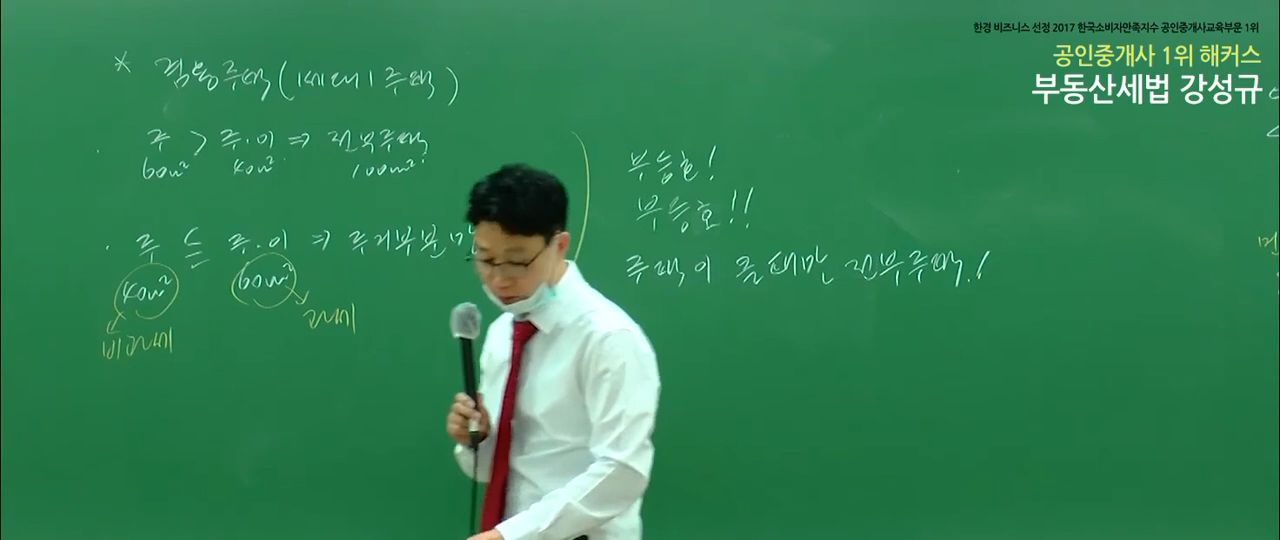 한경 비즈니스 선정 2017 한국소비자만족지수 공인중개사교육부문 1위
공인중개사 1위 해커스
부동산세법 강성규
* 겸용주택(1세대 1주택)
주 > 주·이 ⇒ 전부주택
60m² 40m² 100m²
· 주 ≤ 주·이 ⇒ 주거부분만
40m² 60m²
비과세 과세
부등호!
부등호!!
주택이 클때만 전부주택!